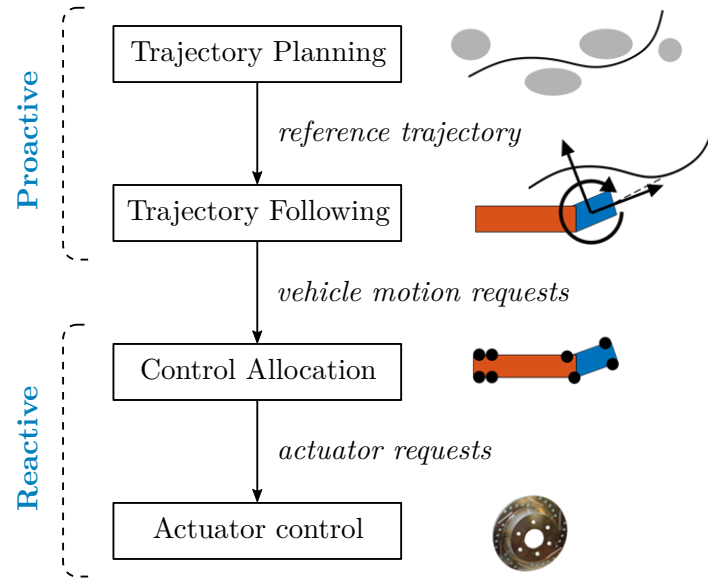 Proactive
Trajectory Planning
reference trajectory
Trajectory Following
vehicle motion requests
Reactive
Control Allocation
actuator requests
Actuator control